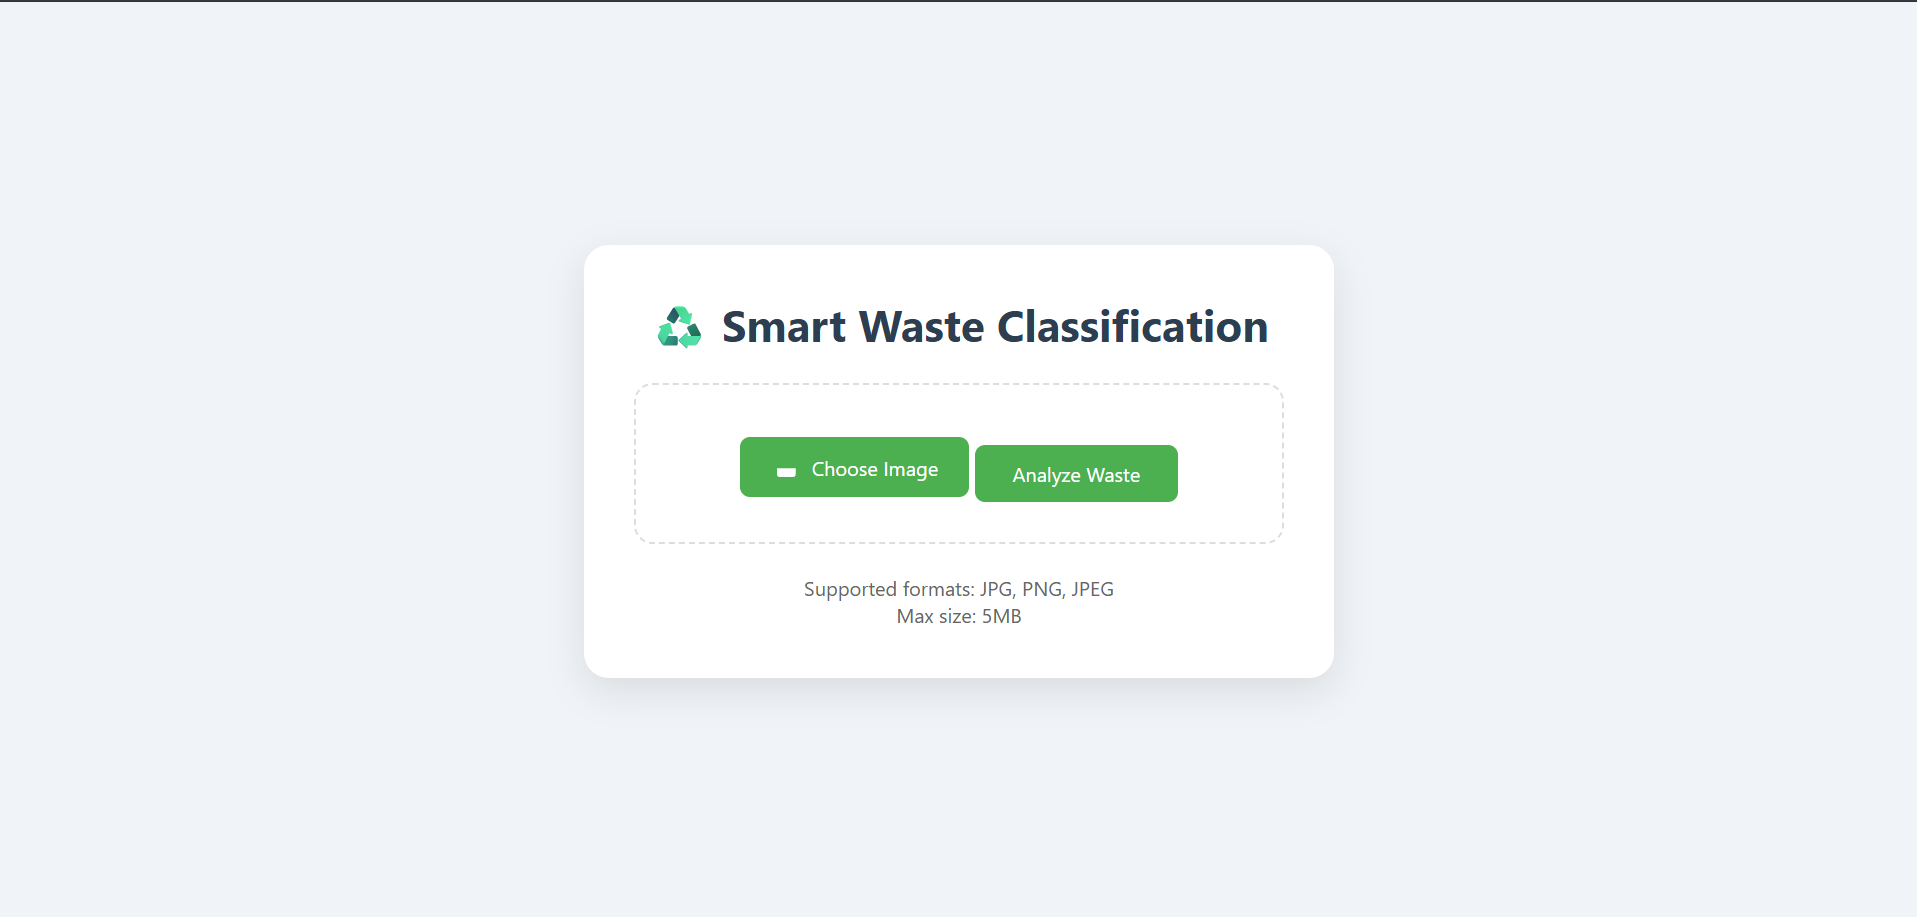 Smart Waste Classification
Choose Image
Analyze Waste
Supported formats: JPG, PNG, JPEG
Max size: 5MB